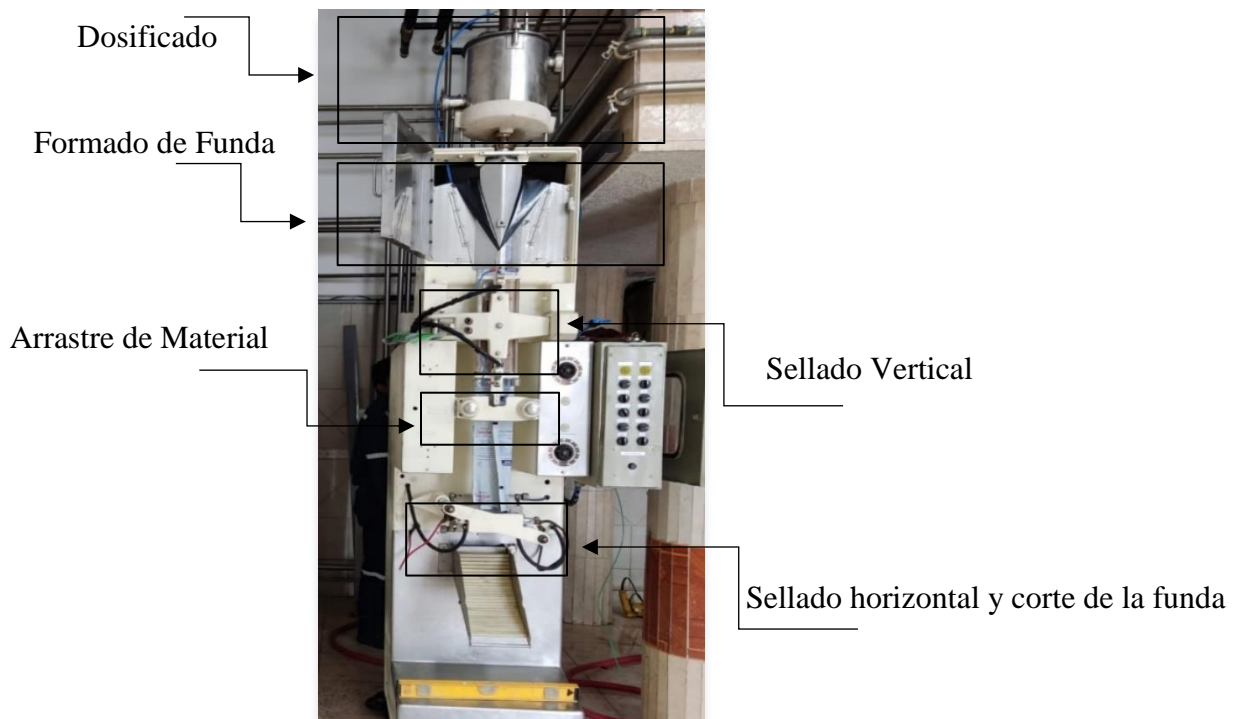 Dosificado
Formado de Funda
Arrastre de Material
Sellado Vertical
Sellado horizontal y corte de la funda